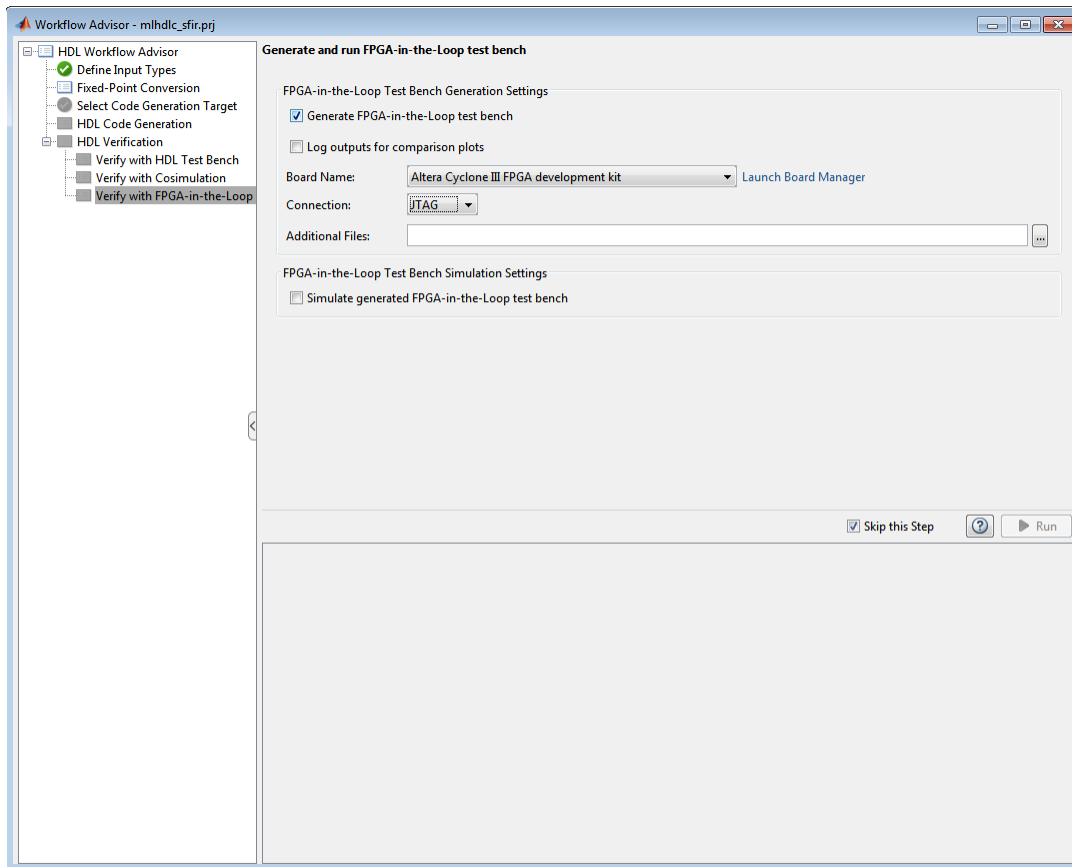 Workflow Advisor - mlhdlc_sfir.prj
HDL Workflow Advisor
Define Input Types
Fixed-Point Conversion
Select Code Generation Target
HDL Code Generation
HDL Verification
Verify with HDL Test Bench
Verify with Cosimulation
Verify with FPGA-in-the-Loop
Generate and run FPGA-in-the-Loop test bench
FPGA-in-the-Loop Test Bench Generation Settings
Generate FPGA-in-the-Loop test bench
Log outputs for comparison plots
Board Name: Altera Cyclone III FPGA development kit Launch Board Manager
Connection: JTAG
Additional Files: ...
FPGA-in-the-Loop Test Bench Simulation Settings
Simulate generated FPGA-in-the-Loop test bench
Skip this Step ? Run